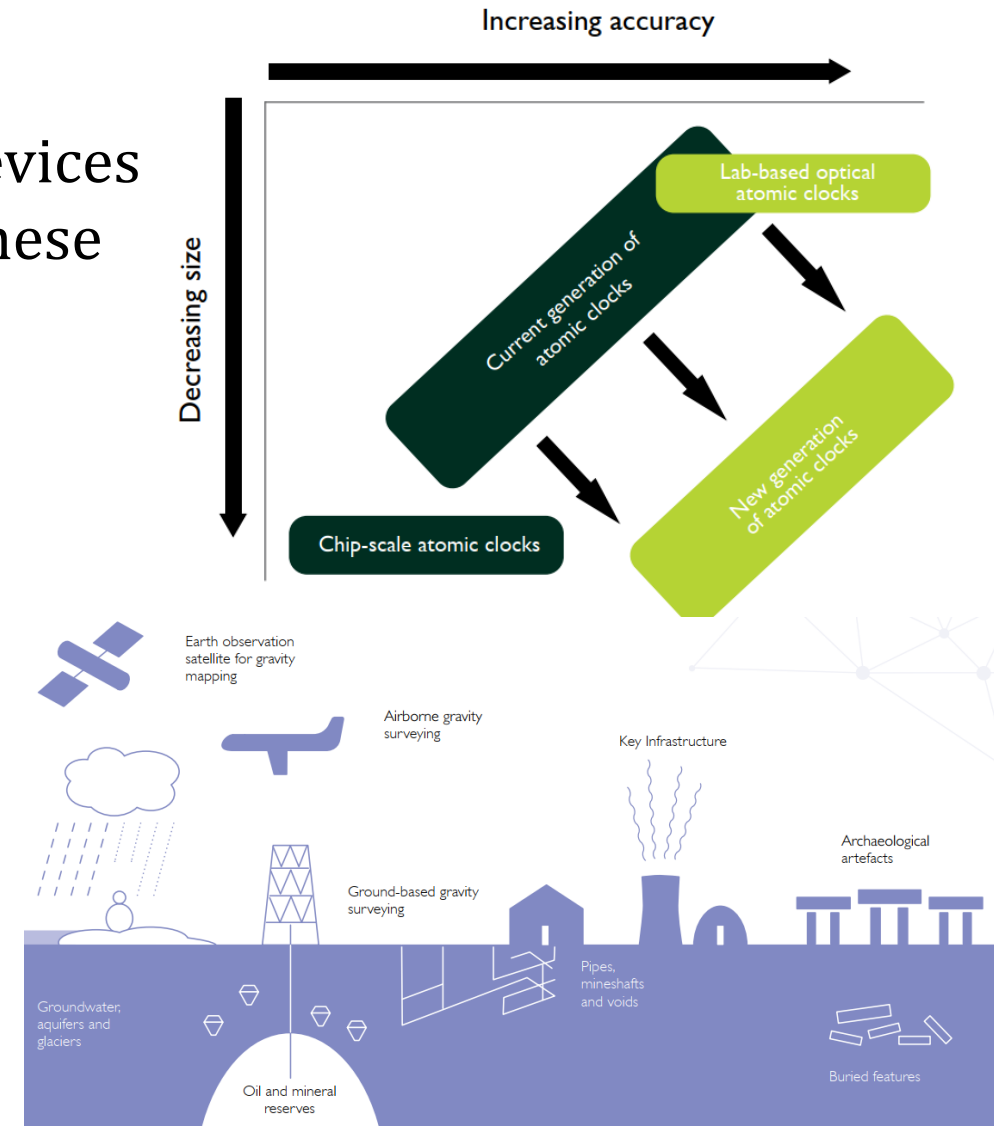 Increasing accuracy
evices
nese
Decreasing size
Lab-based optical
atomic clocks
Current generation of
atomic clocks
New generation
of atomic clocks
Chip-scale atomic clocks
Earth observation
satellite for gravity
mapping
Airborne gravity
surveying
Key Infrastructure
Archaeological
artefacts
Ground-based gravity
surveying
Pipes,
mineshafts
and voids
Groundwater,
aquifers and
glaciers
Buried features
Oil and mineral
reserves